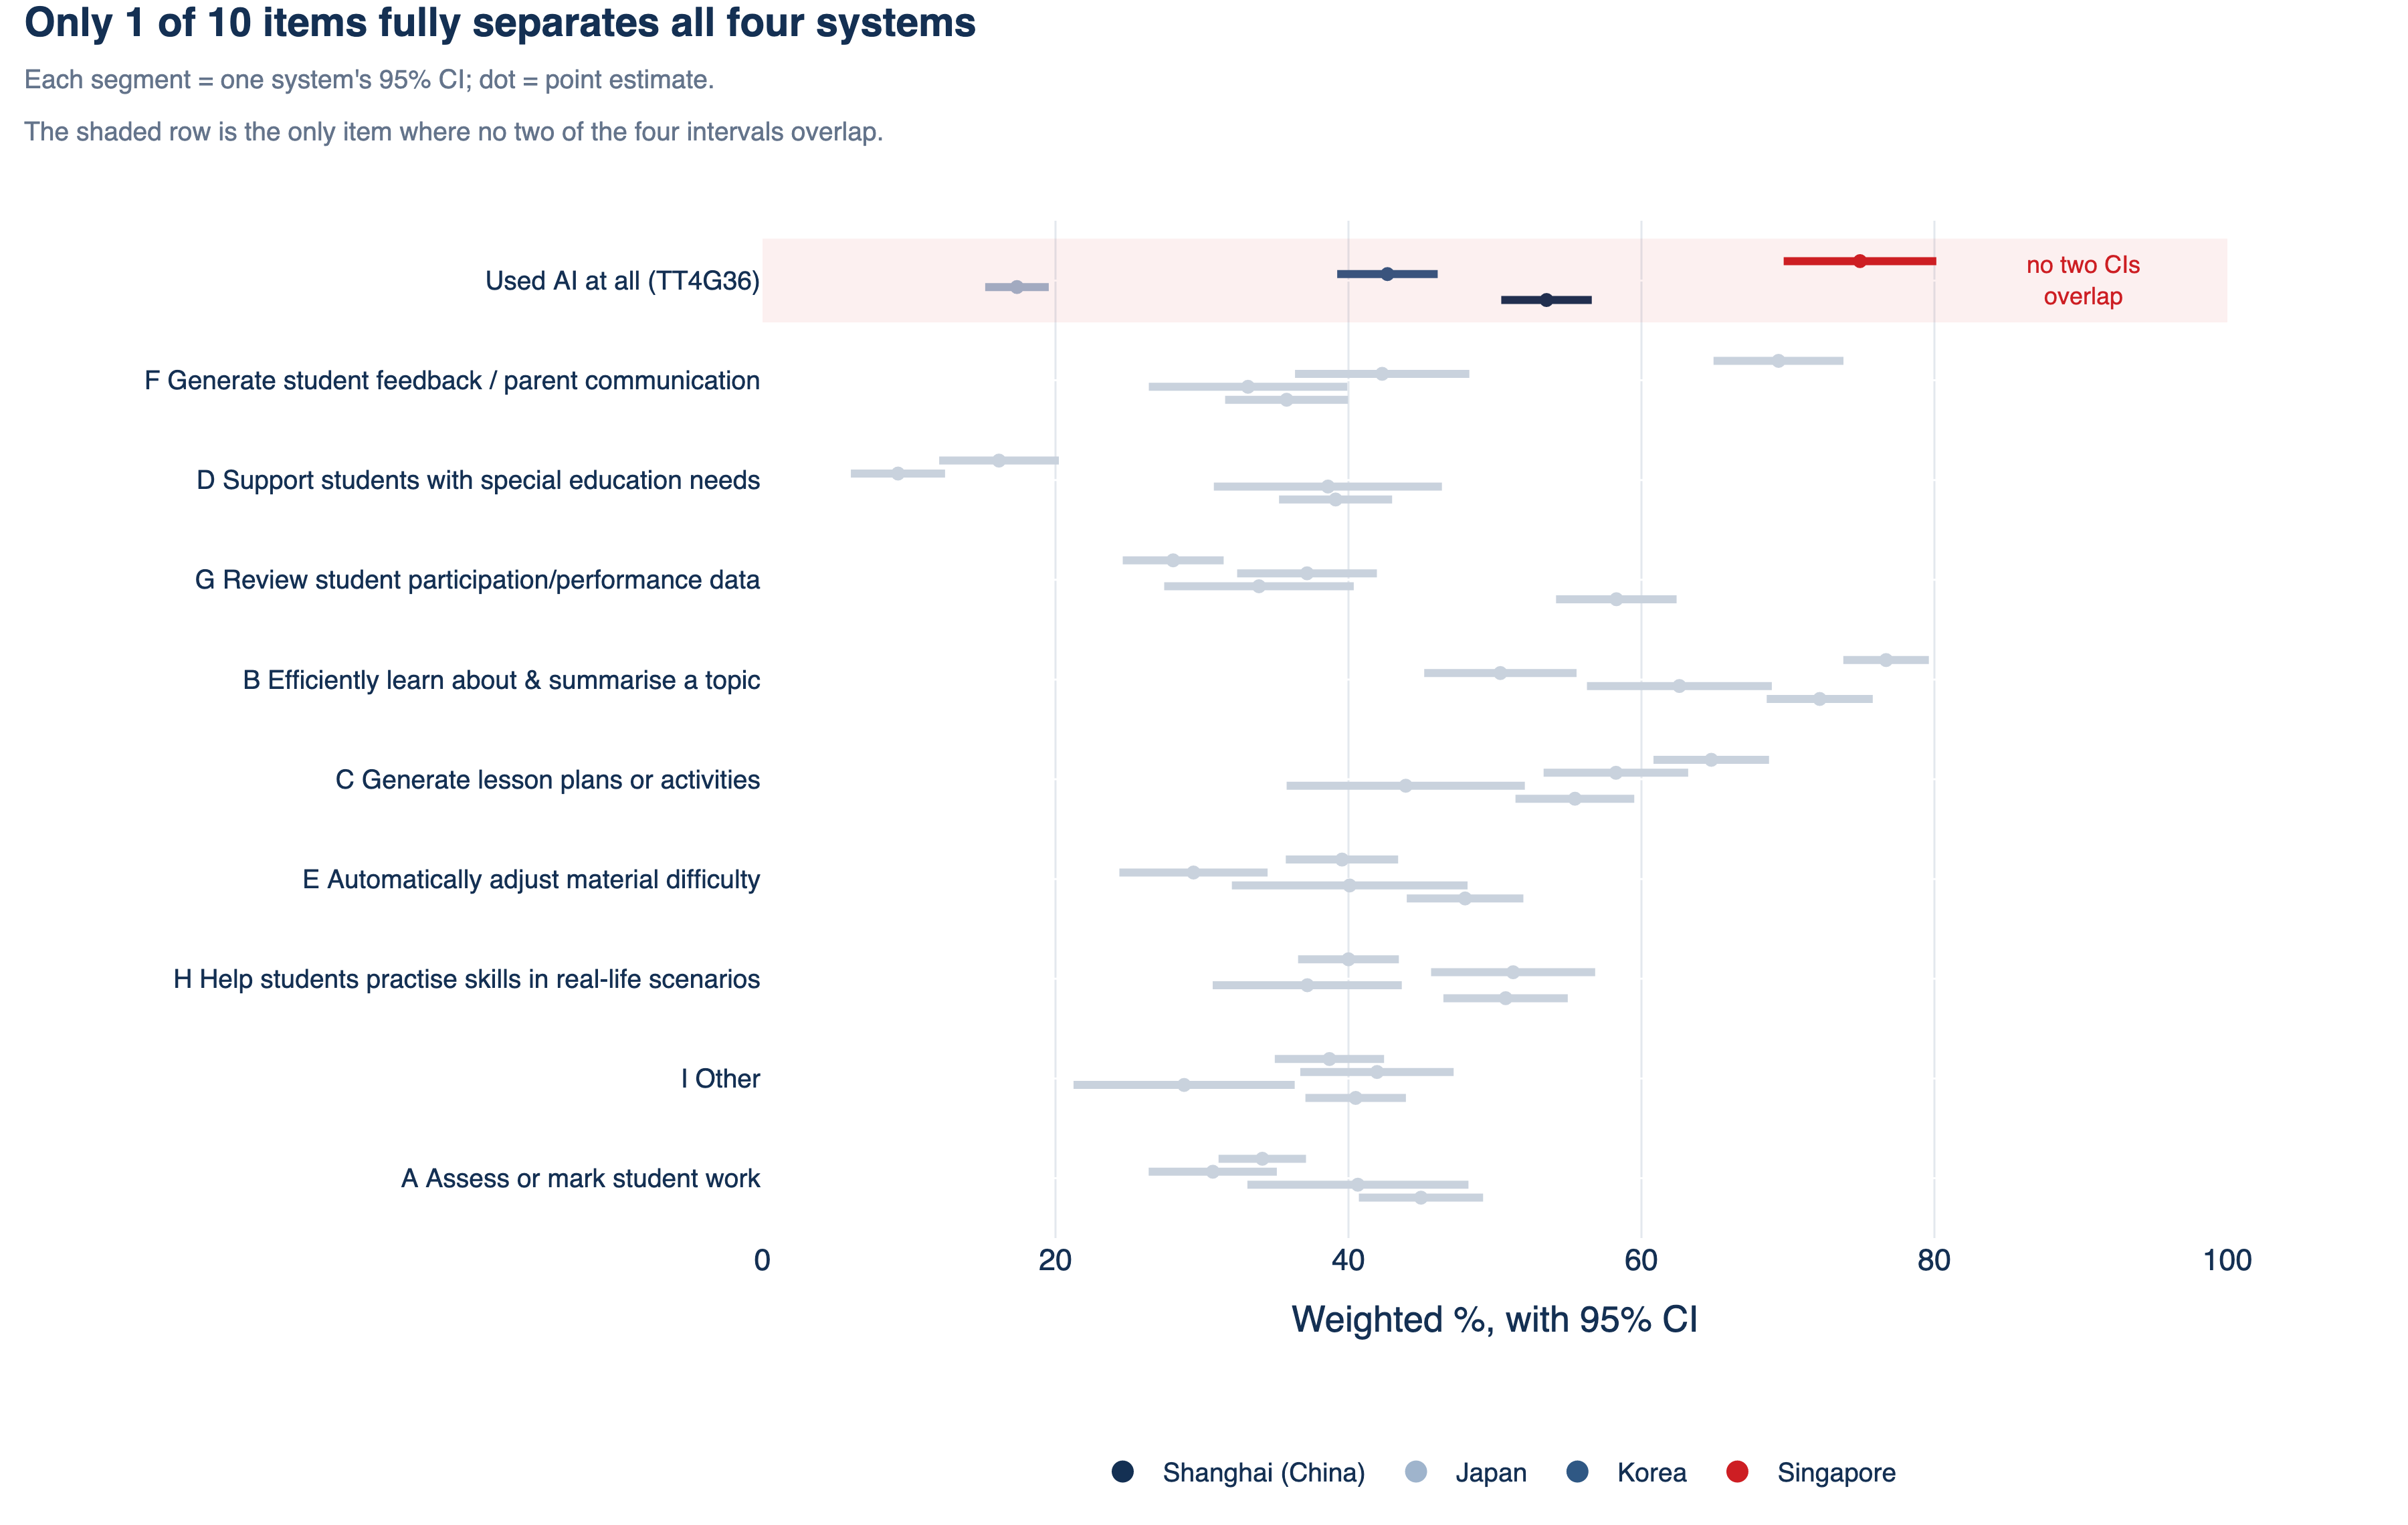 Only 1 of 10 items fully separates all four systems
Each segment = one system's 95% CI; dot = point estimate.
The shaded row is the only item where no two of the four intervals overlap.
Used AI at all (TT4G36)
no two CIs
overlap
F Generate student feedback / parent communication
D Support students with special education needs
G Review student participation/performance data
B Efficiently learn about & summarise a topic
C Generate lesson plans or activities
E Automatically adjust material difficulty
H Help students practise skills in real-life scenarios
I Other
A Assess or mark student work
0 20 40 60 80 100
Weighted %, with 95% CI
Shanghai (China) Japan Korea Singapore